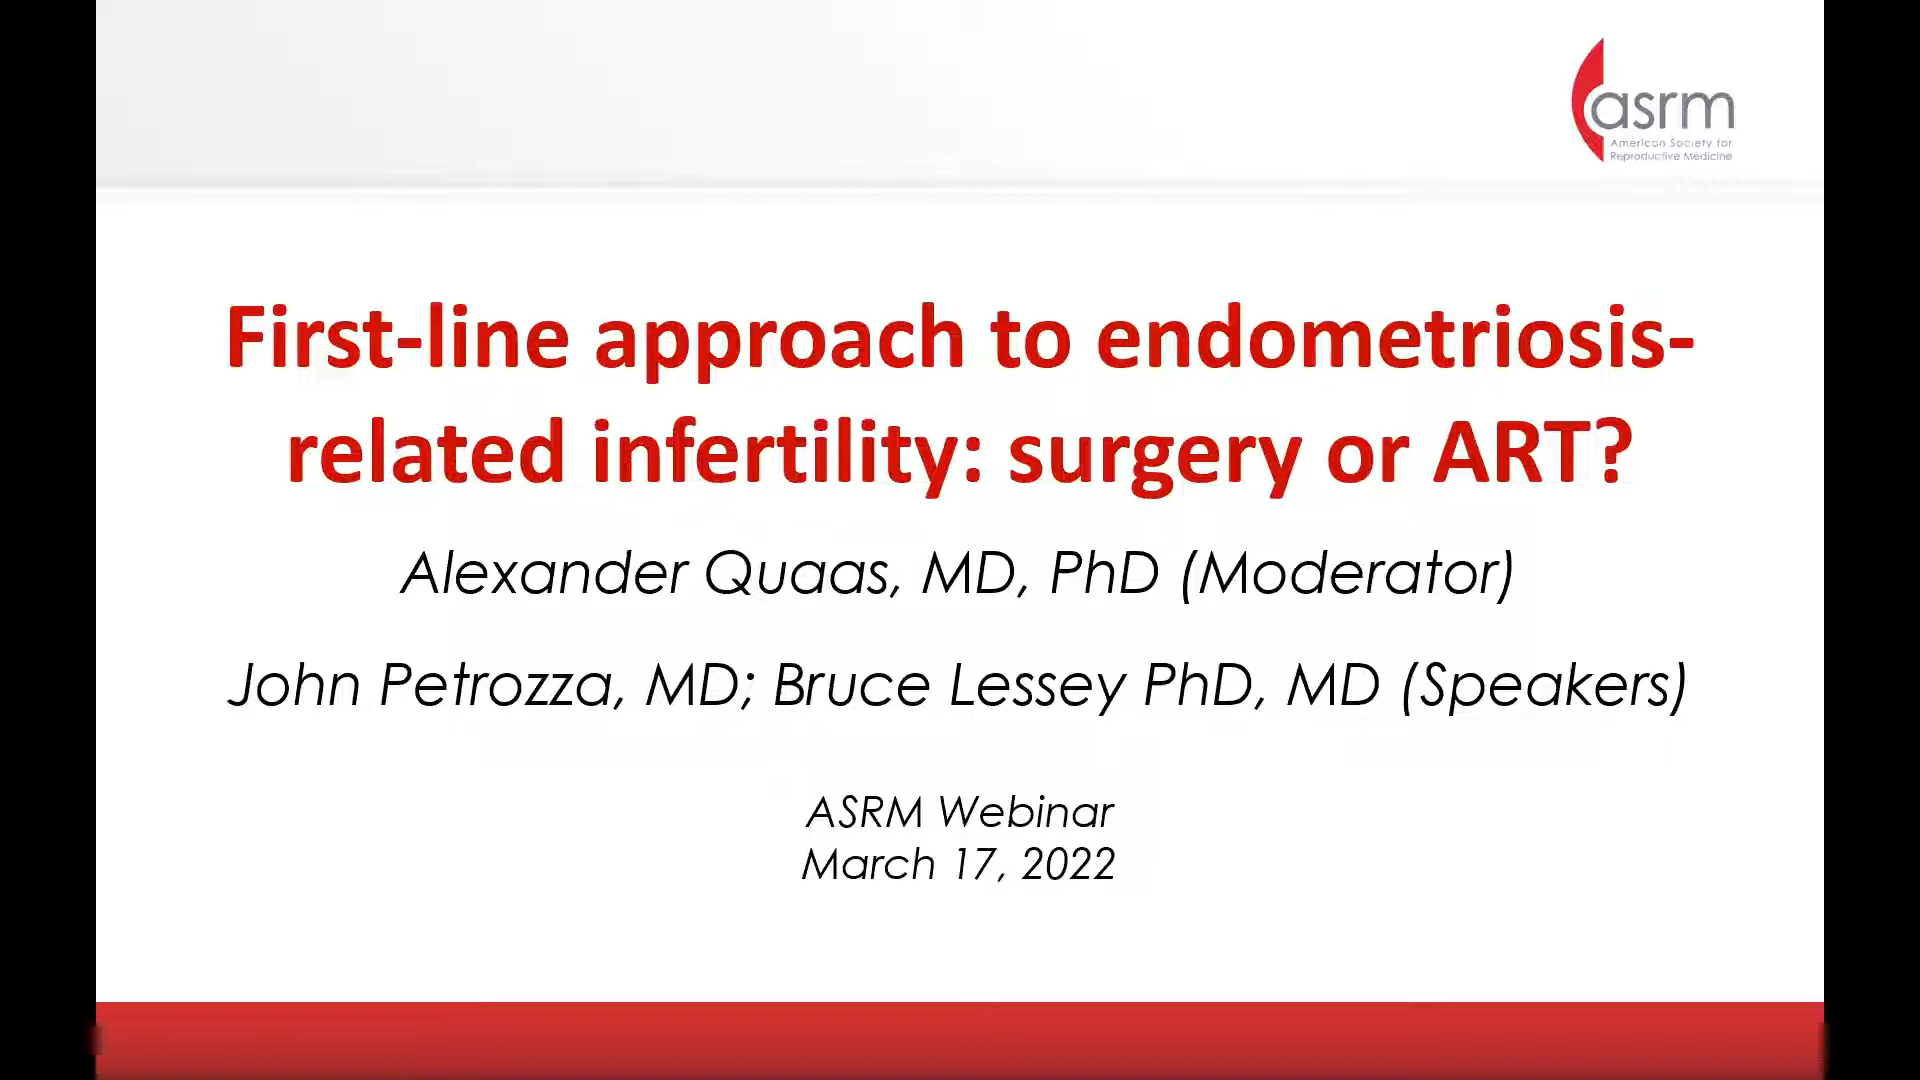 asrm
American Society for
Reproductive Medicine
First-line approach to endometriosis-
related infertility: surgery or ART?
Alexander Quaas, MD, PhD (Moderator)
John Petrozza, MD; Bruce Lessey PhD, MD (Speakers)
ASRM Webinar
March 17, 2022